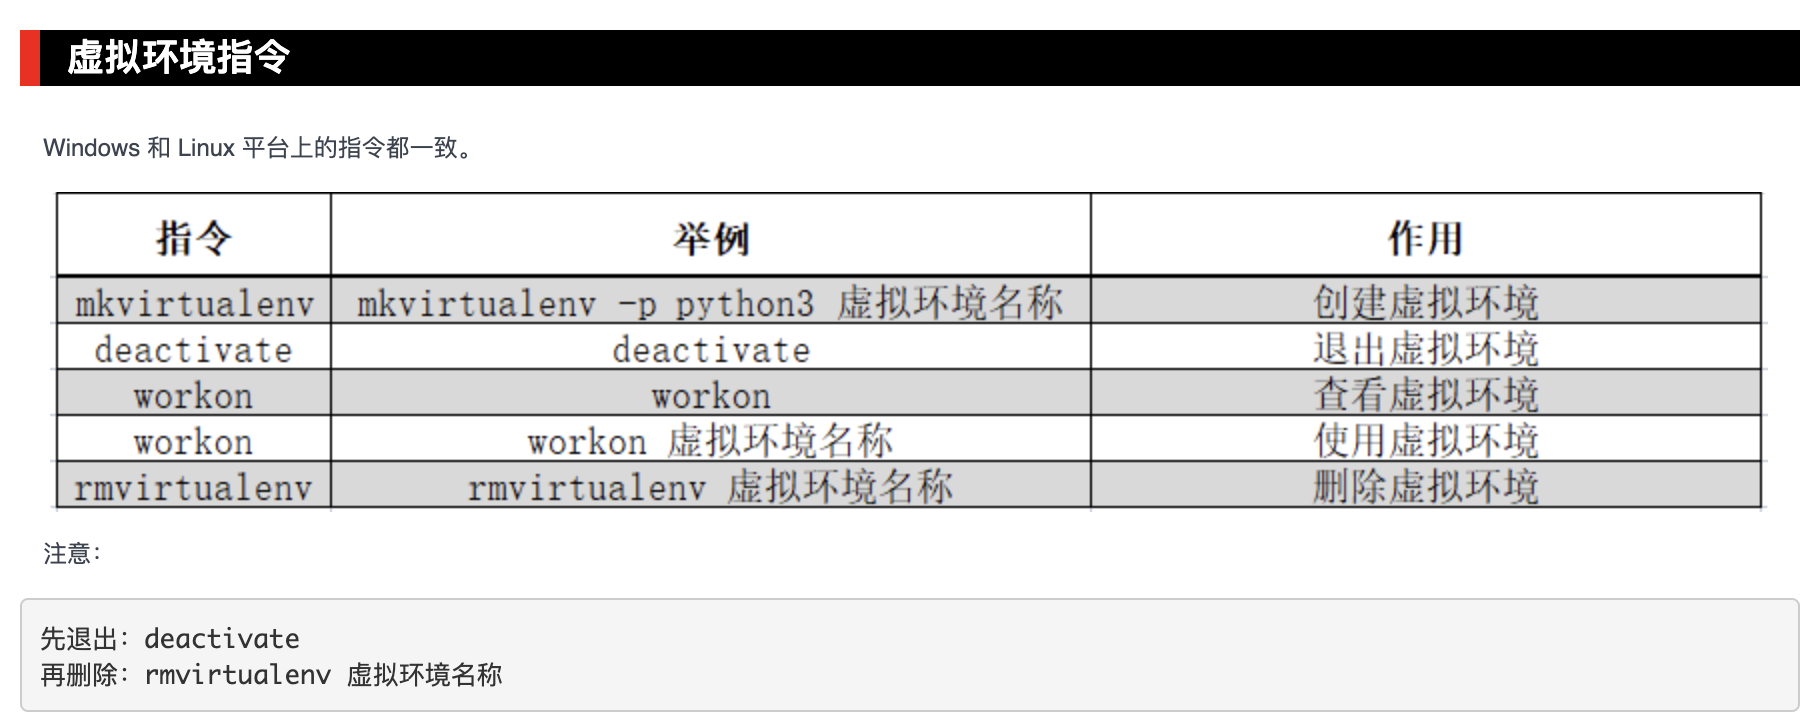 虚拟环境指令
Windows 和 Linux 平台上的指令都一致。
指令 举例 作用
mkvirtualenv mkvirtualenv -p python3 虚拟环境名称 创建虚拟环境
deactivate deactivate 退出虚拟环境
workon workon 查看虚拟环境
workon workon 虚拟环境名称 使用虚拟环境
rmvirtualenv rmvirtualenv 虚拟环境名称 删除虚拟环境
注意：
先退出：deactivate
再删除：rmvirtualenv 虚拟环境名称